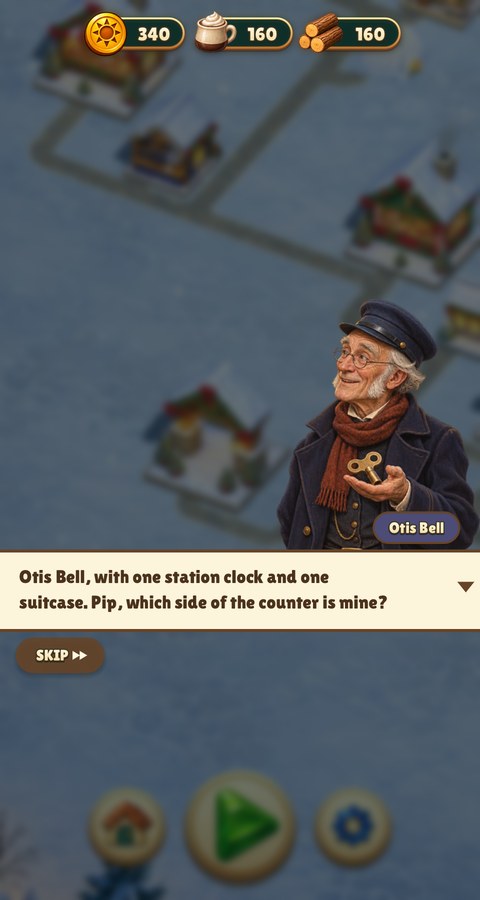 340
160
160
Otis Bell
Otis Bell, with one station clock and one
suitcase. Pip, which side of the counter is mine?
SKIP